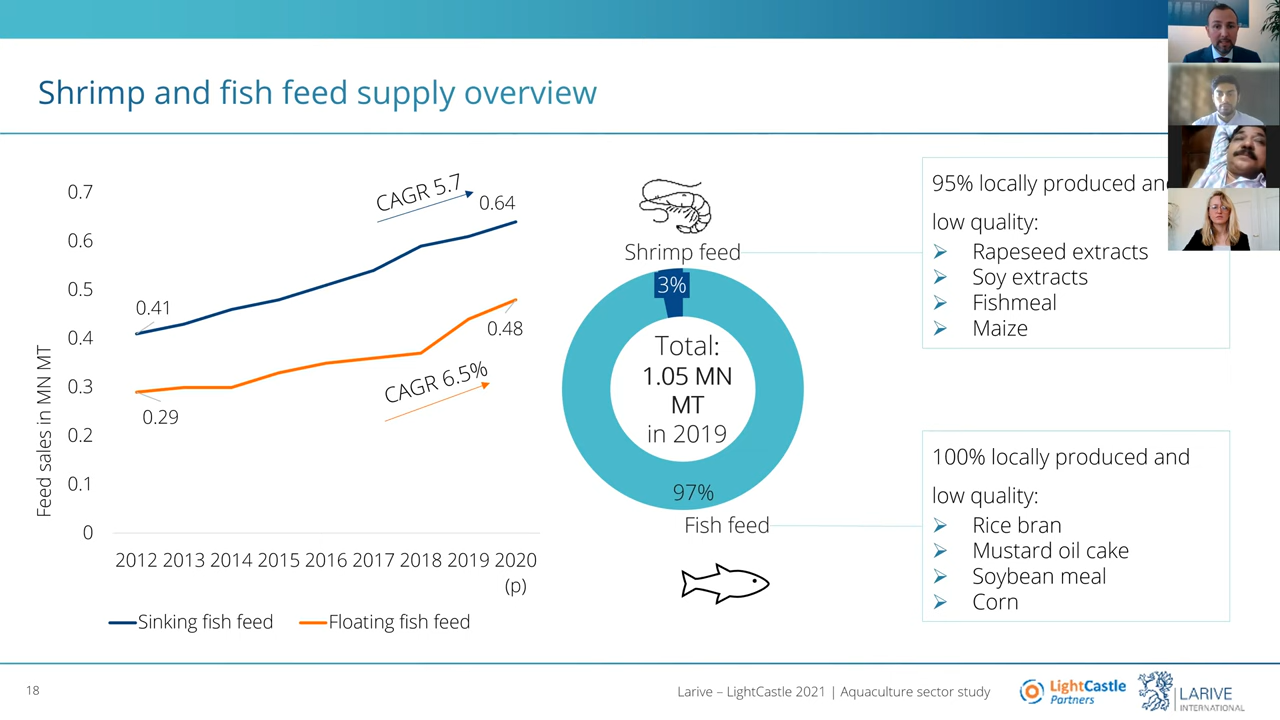 Shrimp and fish feed supply overview
Feed sales in MN MT
0.7
0.6
0.5
0.4
0.3
0.2
0.1
0
CAGR 5.7
0.64
0.41
0.48
CAGR 6.5%
0.29
2012 2013 2014 2015 2016 2017 2018 2019 2020
(p)
Sinking fish feed
Floating fish feed
Shrimp feed
3%
Total:
1.05 MN
MT
in 2019
97%
Fish feed
95% locally produced and
low quality:
Rapeseed extracts
Soy extracts
Fishmeal
Maize
100% locally produced and
low quality:
Rice bran
Mustard oil cake
Soybean meal
Corn
18
Larive – LightCastle 2021 | Aquaculture sector study
LightCastle
Partners
LARIVE
INTERNATIONAL